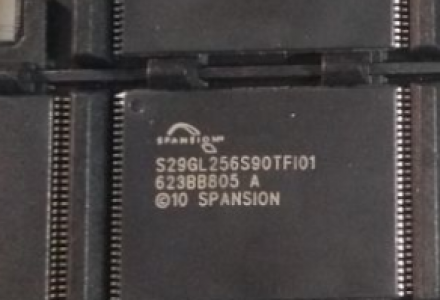 SPANSION
S29GL256S90TFI01
623BB805 A
©10 SPANSION